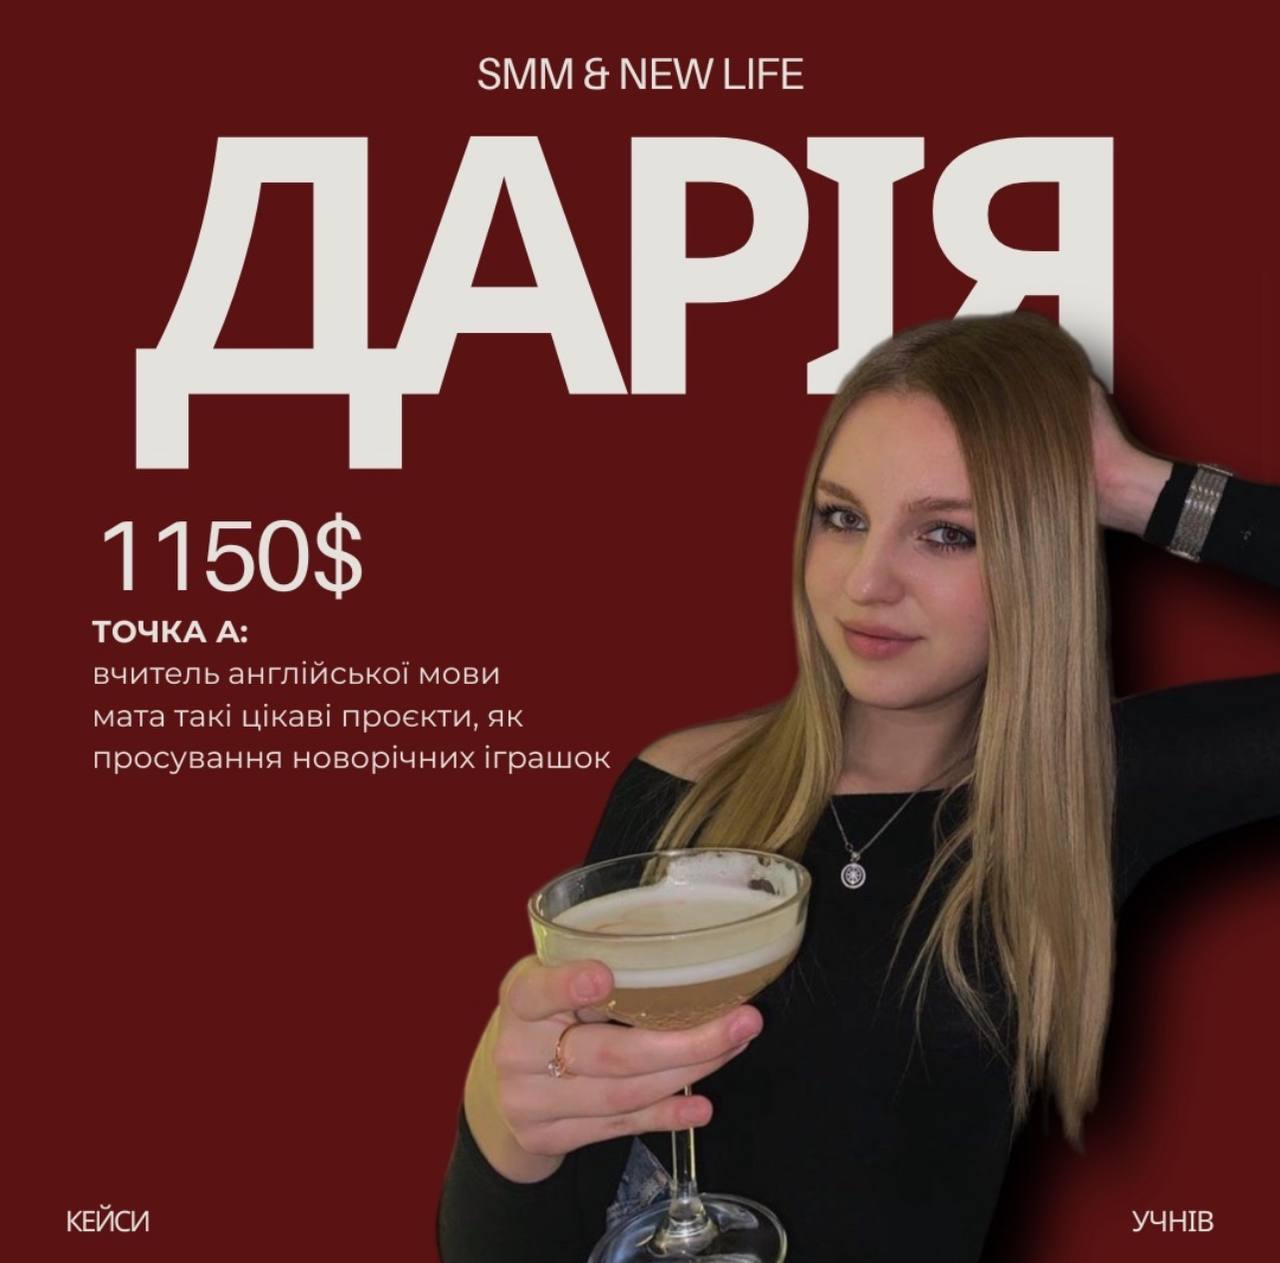 SMM & NEW LIFE
ДАРІЯ
1150$
ТОЧКА А:
вчитель англійської мови
мата такі цікаві проєкти, як
просування новорічних іграшок
КЕЙСИ
УЧНІВ